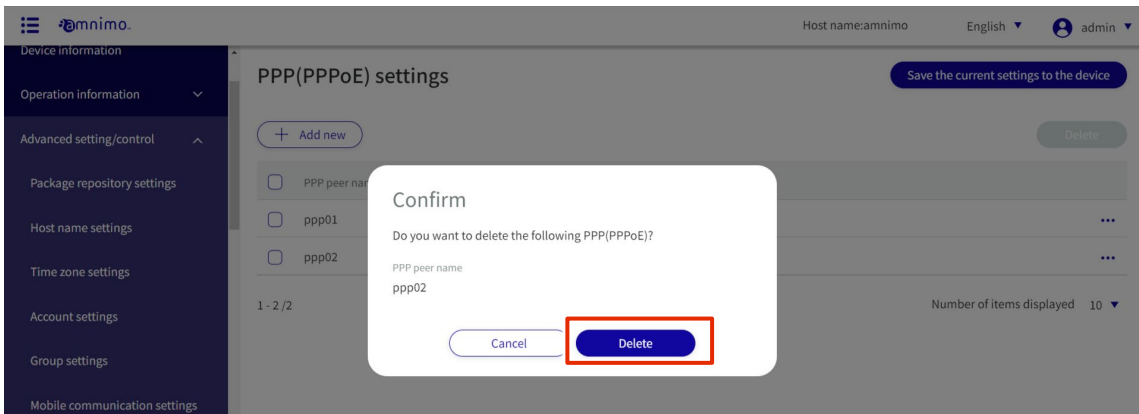 amnimo
Host name:amnimo
English
admin
Device information
Operation information
Advanced setting/control
Package repository settings
Host name settings
Time zone settings
Account settings
Group settings
Mobile communication settings
PPP(PPPoE) settings
Save the current settings to the device
+ Add new
Delete
PPP peer nam
ppp01
ppp02
1 - 2 /2
Number of items displayed 10
Confirm
Do you want to delete the following PPP(PPPoE)?
PPP peer name
ppp02
Cancel
Delete